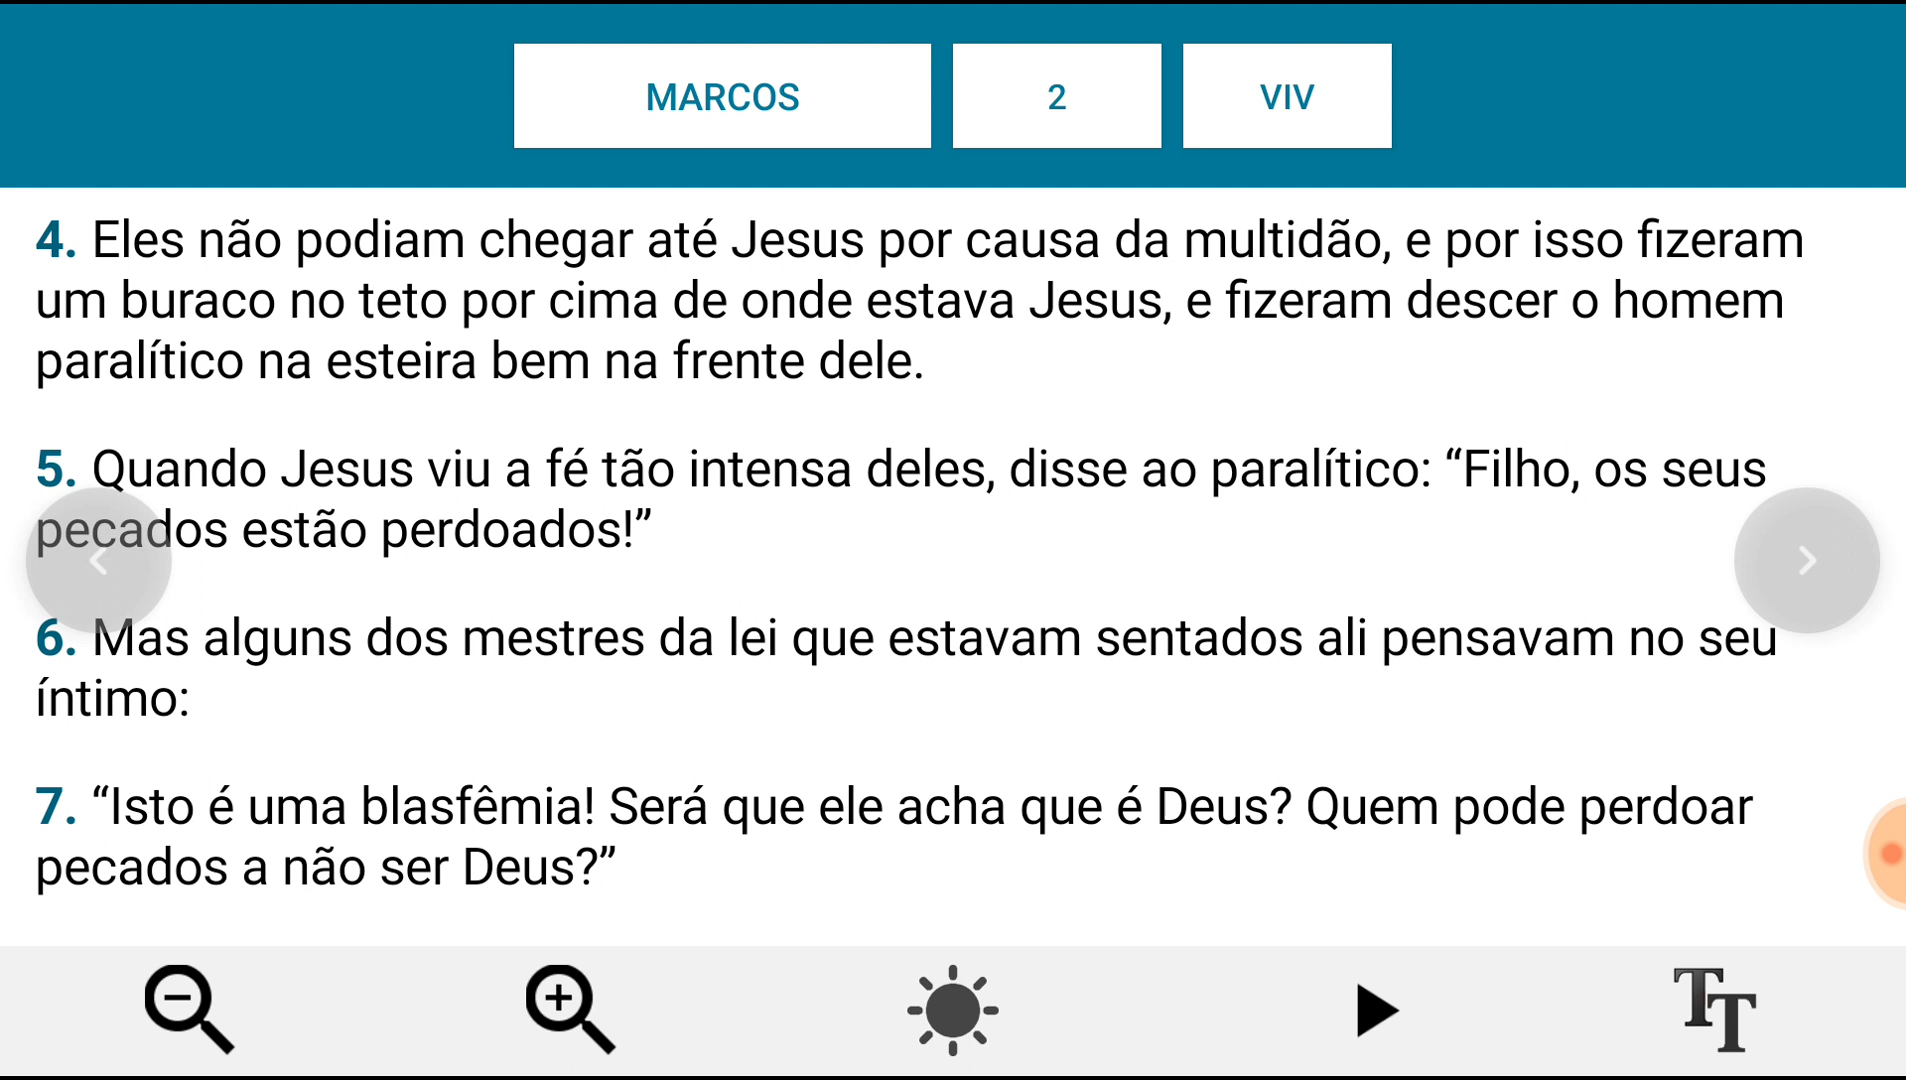 MARCOS 2 VIV
4. Eles não podiam chegar até Jesus por causa da multidão, e por isso fizeram
um buraco no teto por cima de onde estava Jesus, e fizeram descer o homem
paralítico na esteira bem na frente dele.
5. Quando Jesus viu a fé tão intensa deles, disse ao paralítico: “Filho, os seus
pecados estão perdoados!”
6. Mas alguns dos mestres da lei que estavam sentados ali pensavam no seu
íntimo:
7. “Isto é uma blasfêmia! Será que ele acha que é Deus? Quem pode perdoar
pecados a não ser Deus?”
TT